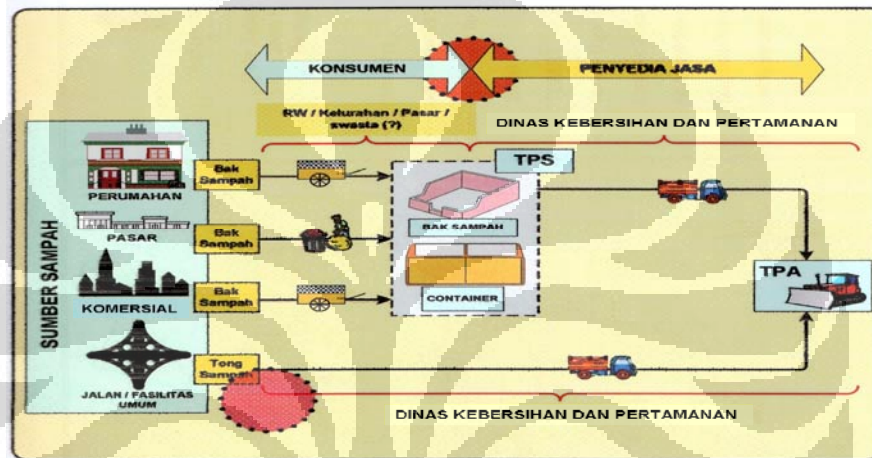 KONSUMEN
PENYEDIA JASA
RW / Kelurahan / Pasar /
swasta (?)
DINAS KEBERSIHAN DAN PERTAMANAN
SUMBER SAMPAH
PERUMAHAN
Bak
Sampah
TPS
BAK SAMPAH
PASAR
Bak
Sampah
KOMERSIAL
Bak
Sampah
CONTAINER
TPA
JALAN / FASILITAS
UMUM
Tong
Sampah
DINAS KEBERSIHAN DAN PERTAMANAN